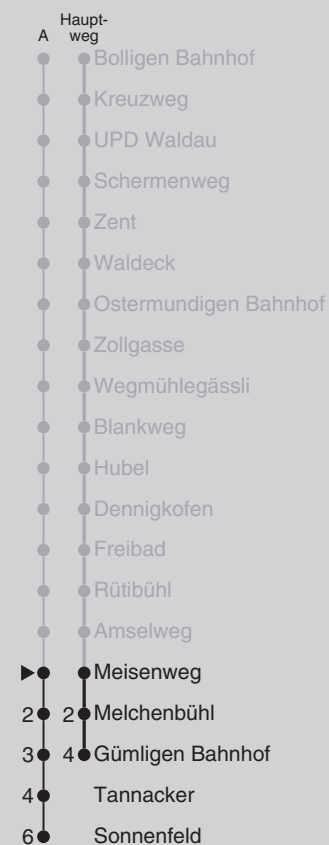 A Haupt-
weg
Bolligen Bahnhof
Kreuzweg
UPD Waldau
Schermenweg
Zent
Waldeck
Ostermundigen Bahnhof
Zollgasse
Wegmühlegässli
Blankweg
Hubel
Dennigkofen
Freibad
Rütibühl
Amselweg
Meisenweg
2 2 Melchenbühl
3 4 Gümligen Bahnhof
4 Tannacker
6 Sonnenfeld